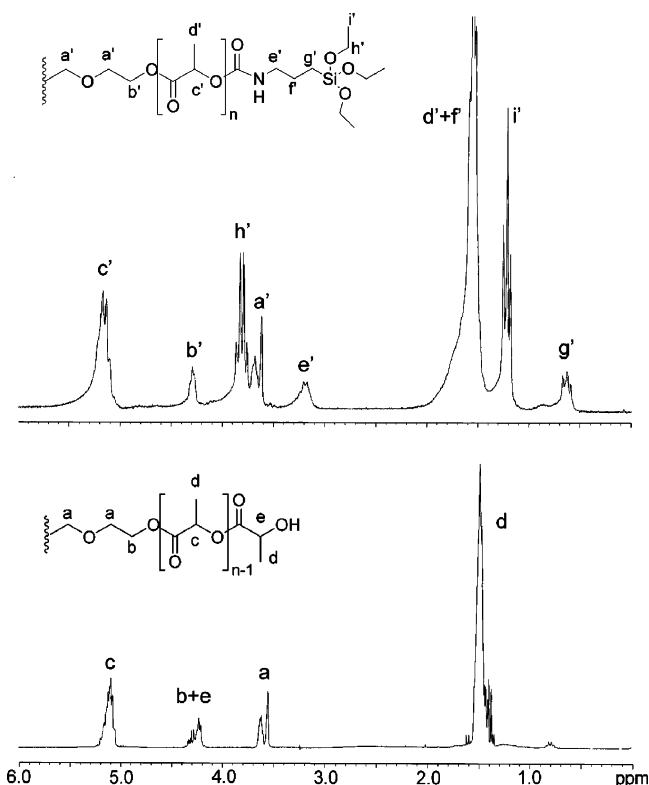 i'
d' O O h'
a' a' O e' g' O
O b' O c' O N H f' Si O
O n O
d'+f' i'
h'
c'
a'
b' e' g'
d
a a O O e OH
O b O c O d
O n-1
d
c
b+e a
6.0 5.0 4.0 3.0 2.0 1.0 ppm